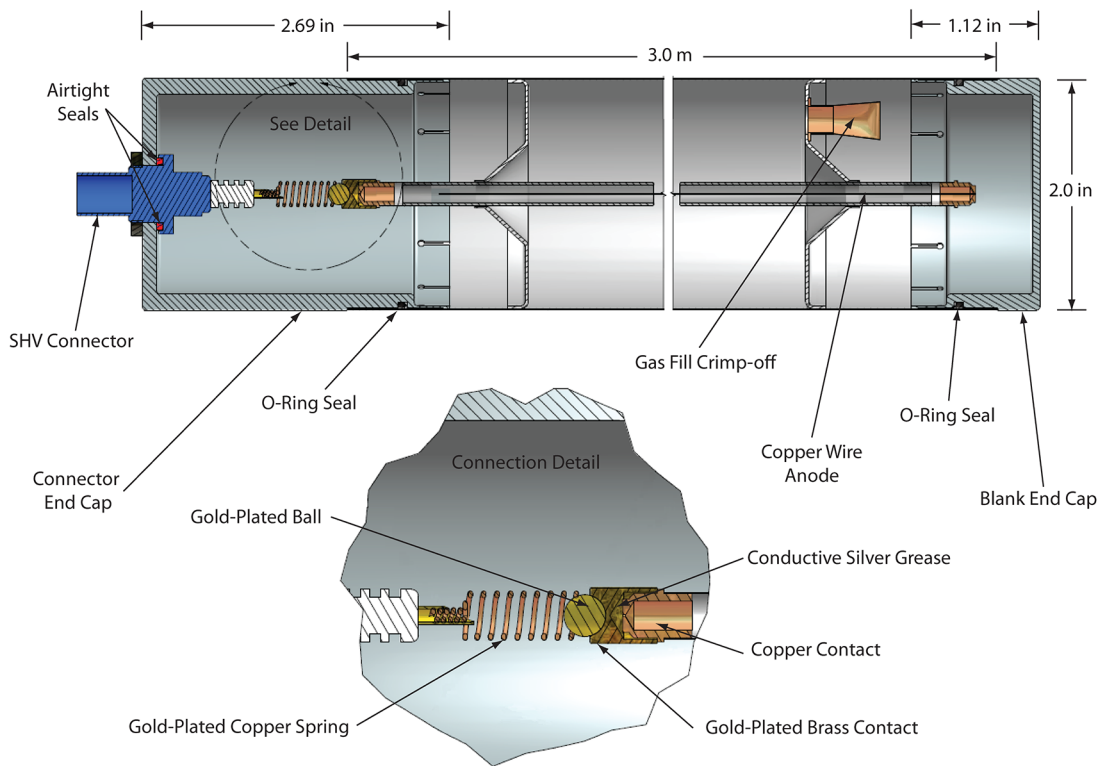 2.69 in
1.12 in
3.0 m
Airtight
Seals
See Detail
2.0 in
SHV Connector
Gas Fill Crimp-off
O-Ring Seal
O-Ring Seal
Copper Wire
Anode
Connection Detail
Connector
End Cap
Blank End Cap
Gold-Plated Ball
Conductive Silver Grease
Copper Contact
Gold-Plated Copper Spring
Gold-Plated Brass Contact